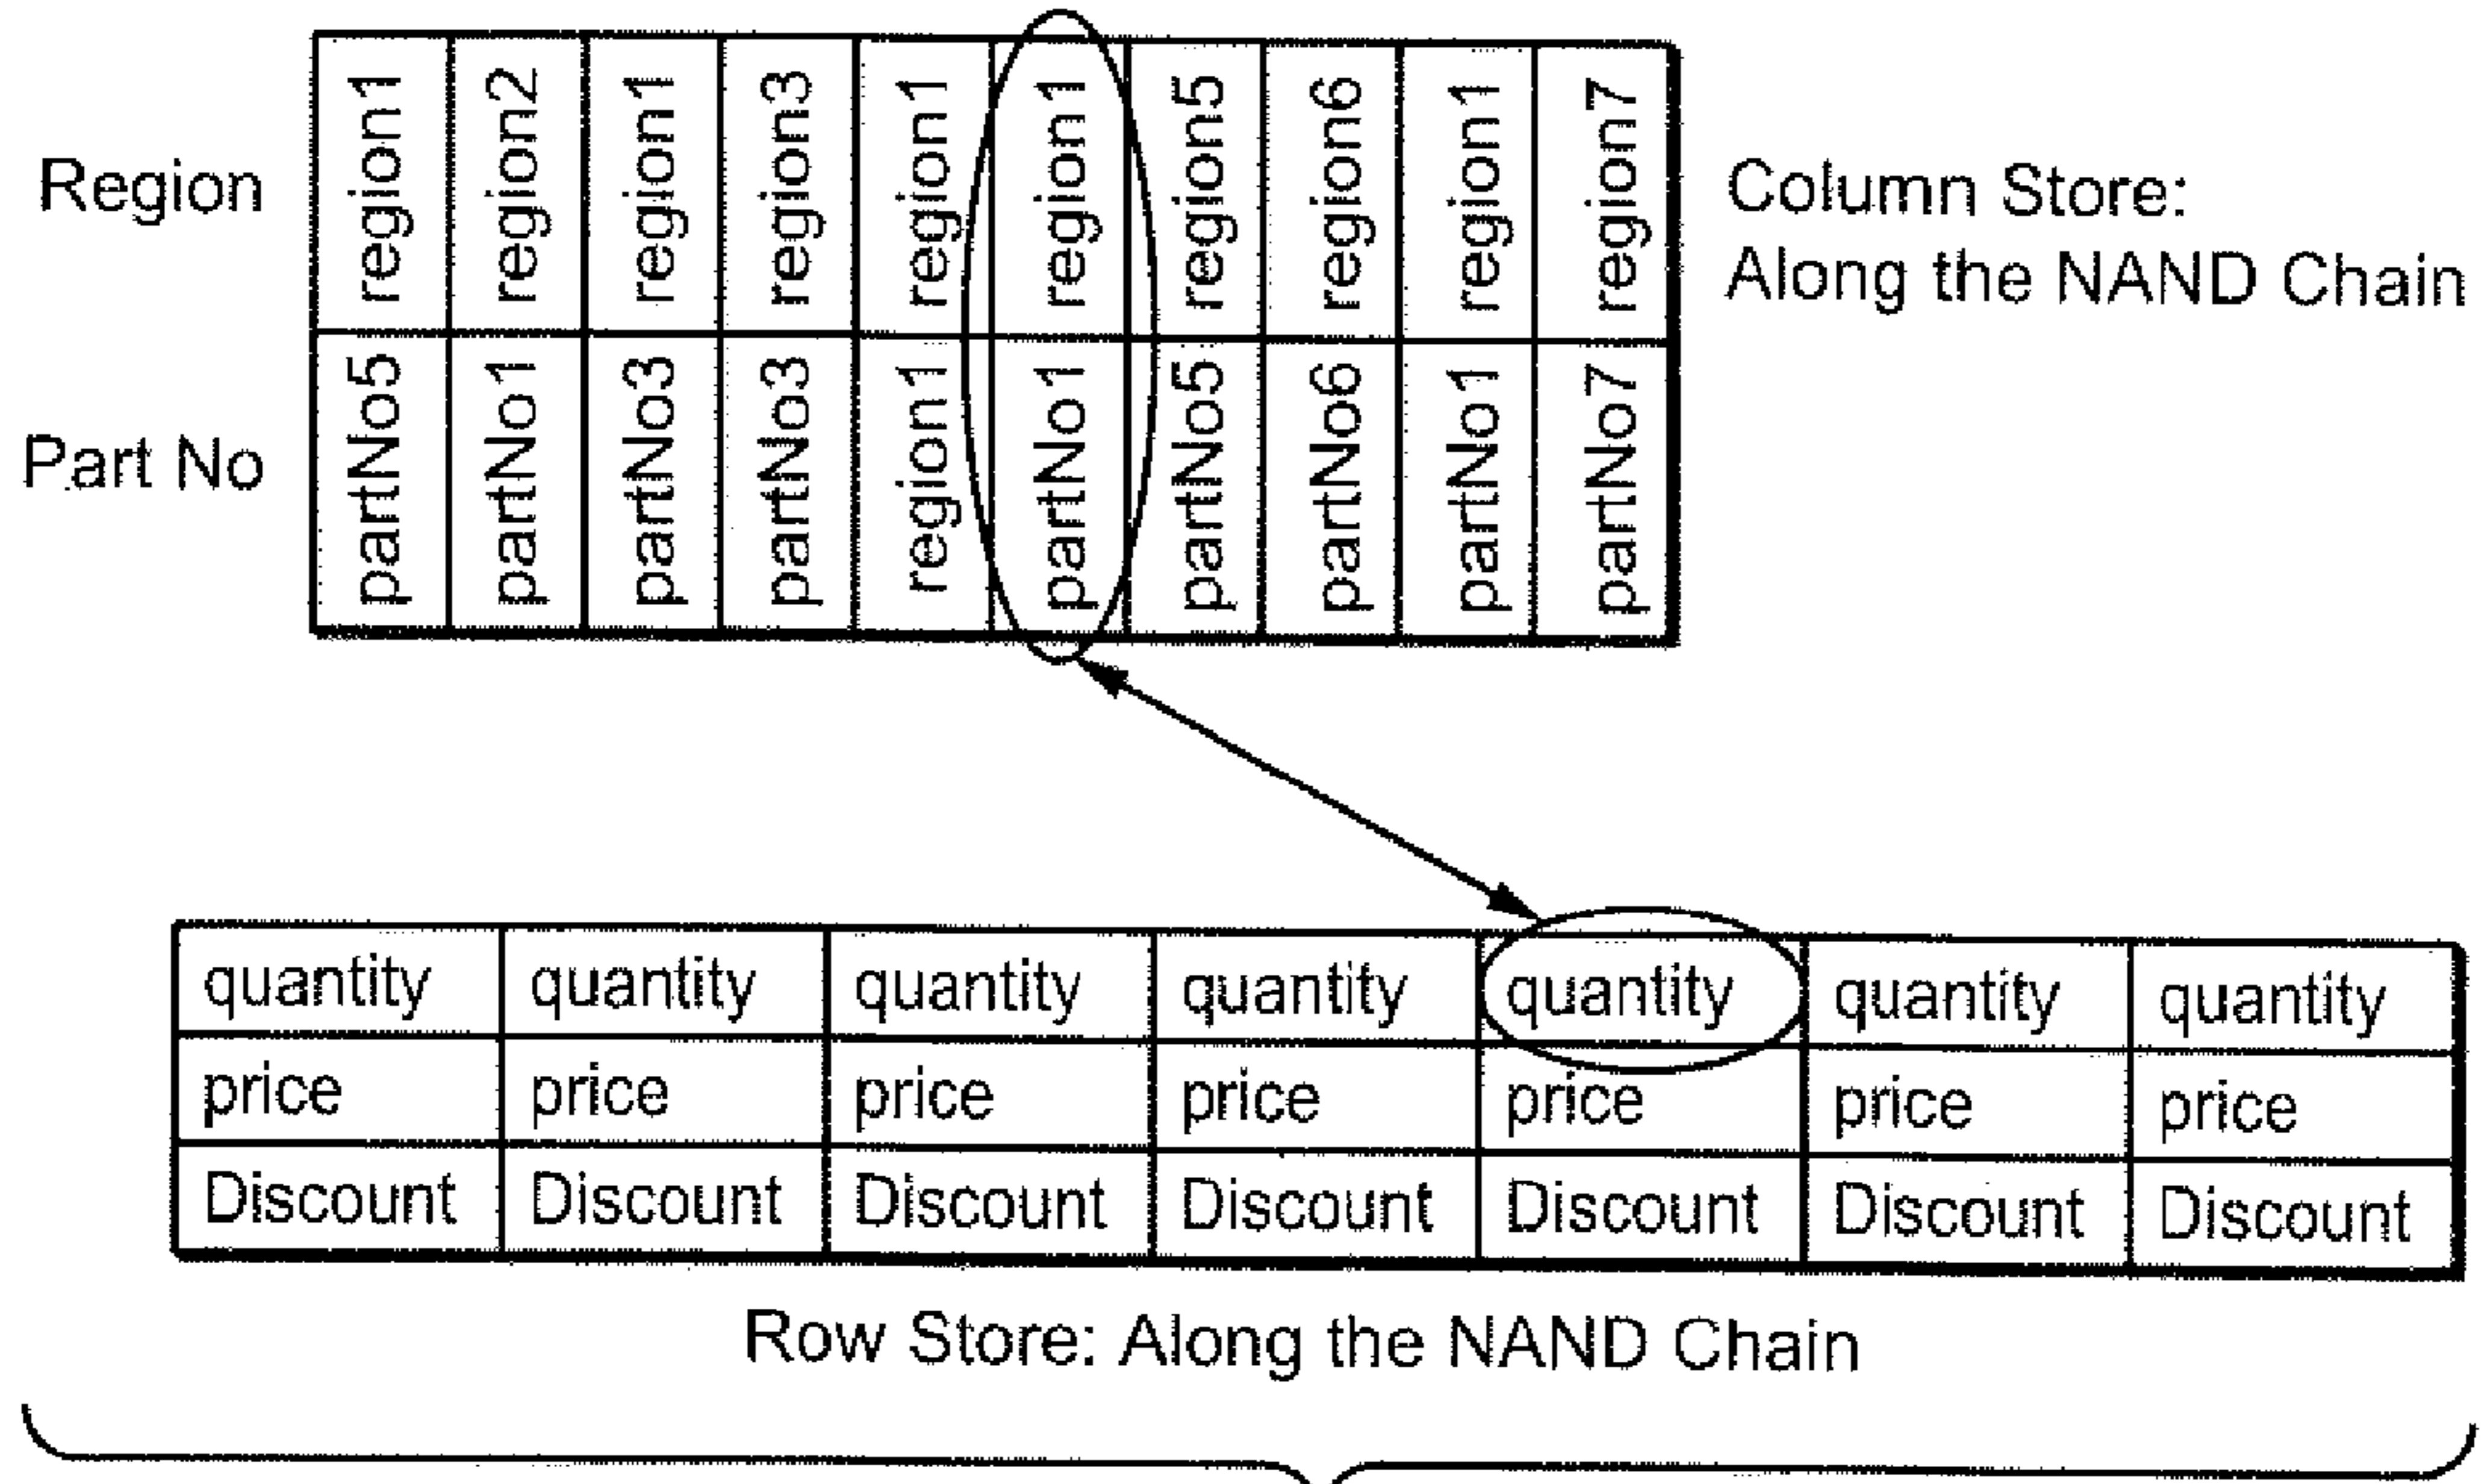 Region region1 region2 region1 region3 region1 region1 region5 region6 region1 region7
Part No partNo5 partNo1 partNo3 partNo3 region1 partNo1 partNo5 partNo6 partNo1 partNo7
Column Store:
Along the NAND Chain
quantity quantity quantity quantity quantity quantity quantity
price price price price price price price
Discount Discount Discount Discount Discount Discount Discount
Row Store: Along the NAND Chain